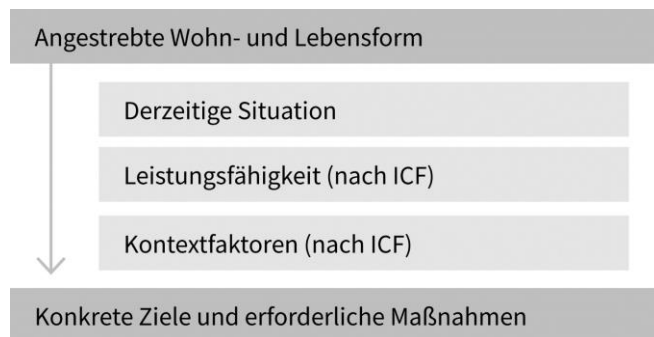 Angestrebte Wohn- und Lebensform
Derzeitige Situation
Leistungsfähigkeit (nach ICF)
Kontextfaktoren (nach ICF)
Konkrete Ziele und erforderliche Maßnahmen